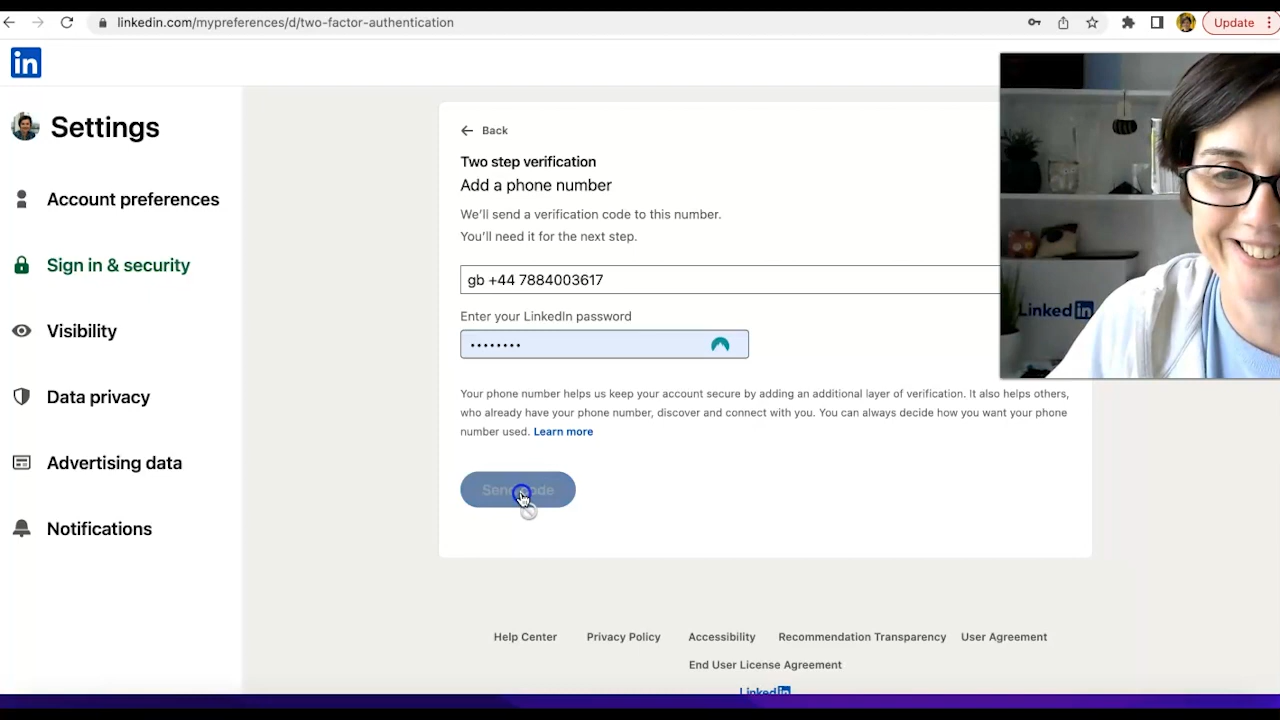 linkedin.com/mypreferences/d/two-factor-authentication
Update
in
Settings
Account preferences
Sign in & security
Visibility
Data privacy
Advertising data
Notifications
Back
Two step verification
Add a phone number
We'll send a verification code to this number.
You'll need it for the next step.
gb +44 7884003617
Enter your LinkedIn password
••••••••
Your phone number helps us keep your account secure by adding an additional layer of verification. It also helps others,
who already have your phone number, discover and connect with you. You can always decide how you want your phone
number used. Learn more
Send code
LinkedIn
Help Center Privacy Policy Accessibility Recommendation Transparency User Agreement
End User License Agreement
LinkedIn